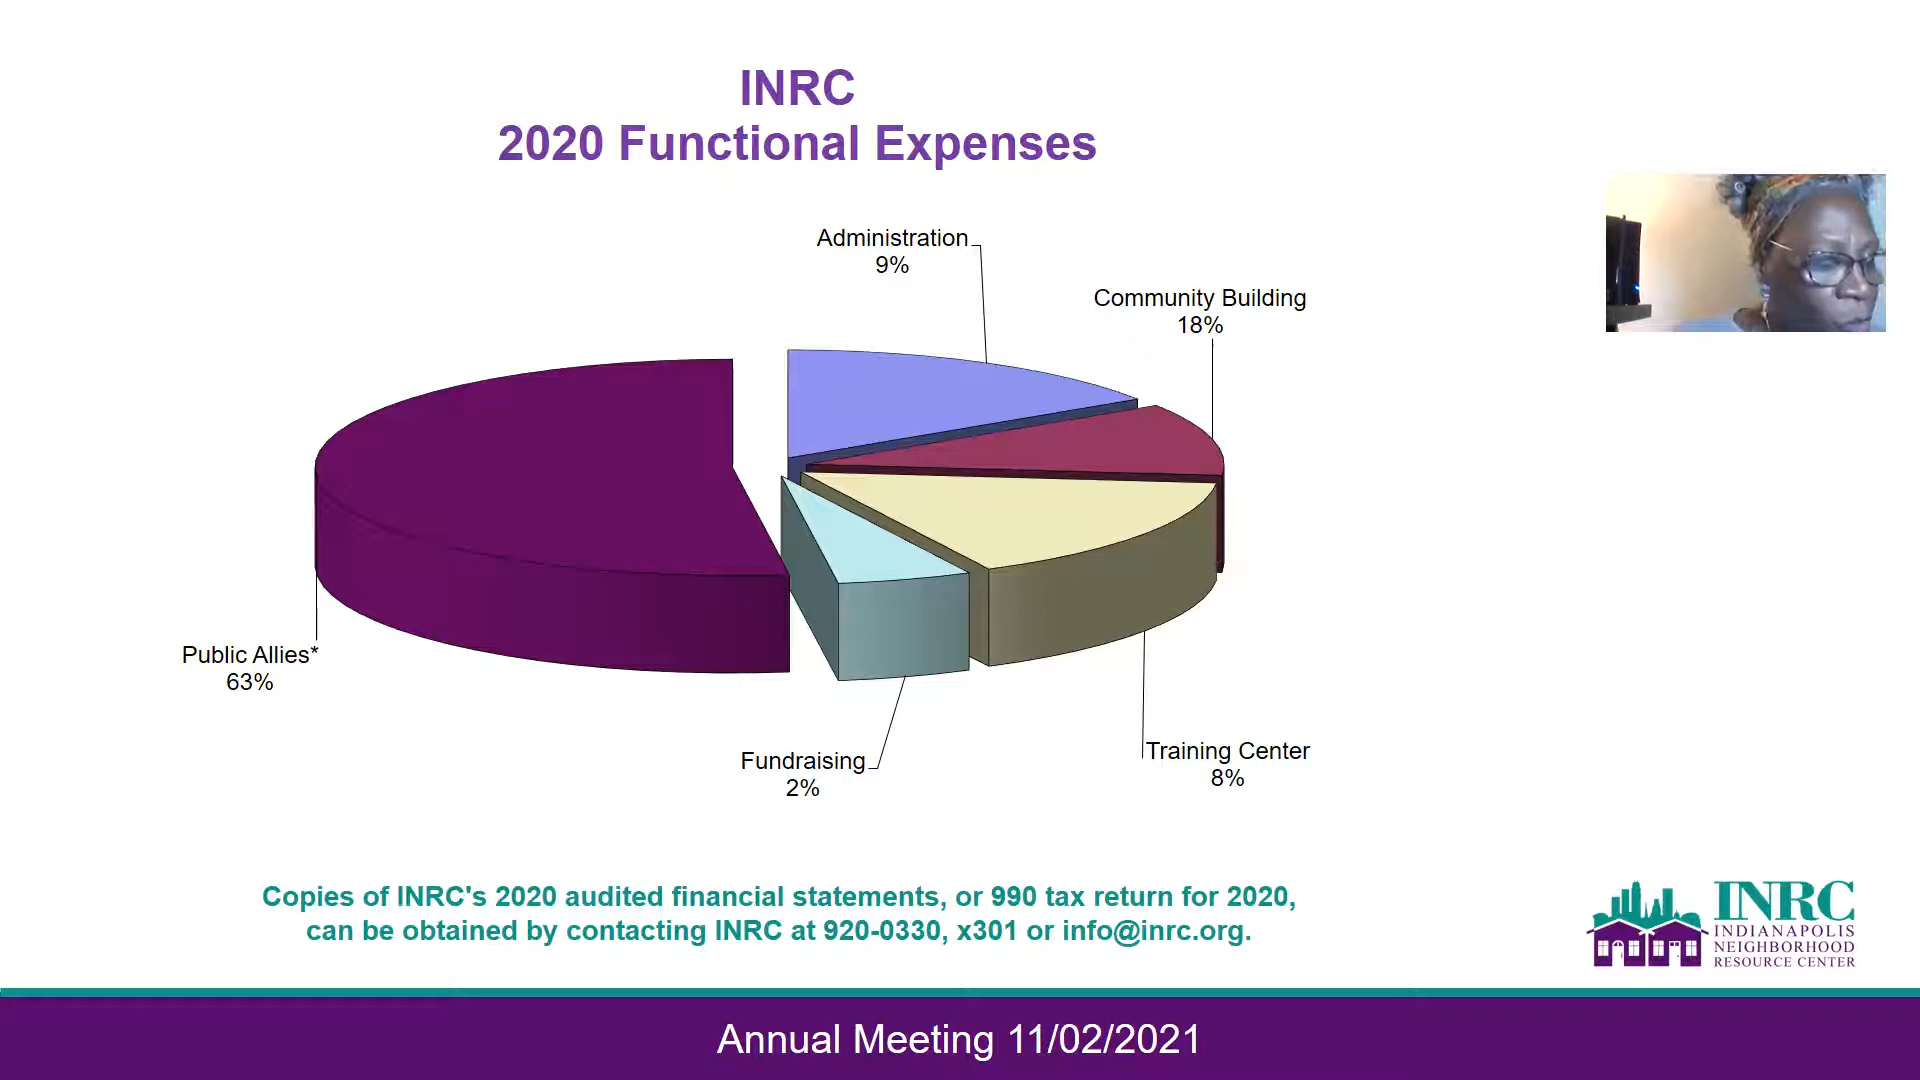 INRC
2020 Functional Expenses
Administration
9%
Community Building
18%
Public Allies*
63%
Fundraising
2%
Training Center
8%
Copies of INRC's 2020 audited financial statements, or 990 tax return for 2020,
can be obtained by contacting INRC at 920-0330, x301 or info@inrc.org.
INRC
INDIANAPOLIS
NEIGHBORHOOD
RESOURCE CENTER
Annual Meeting 11/02/2021